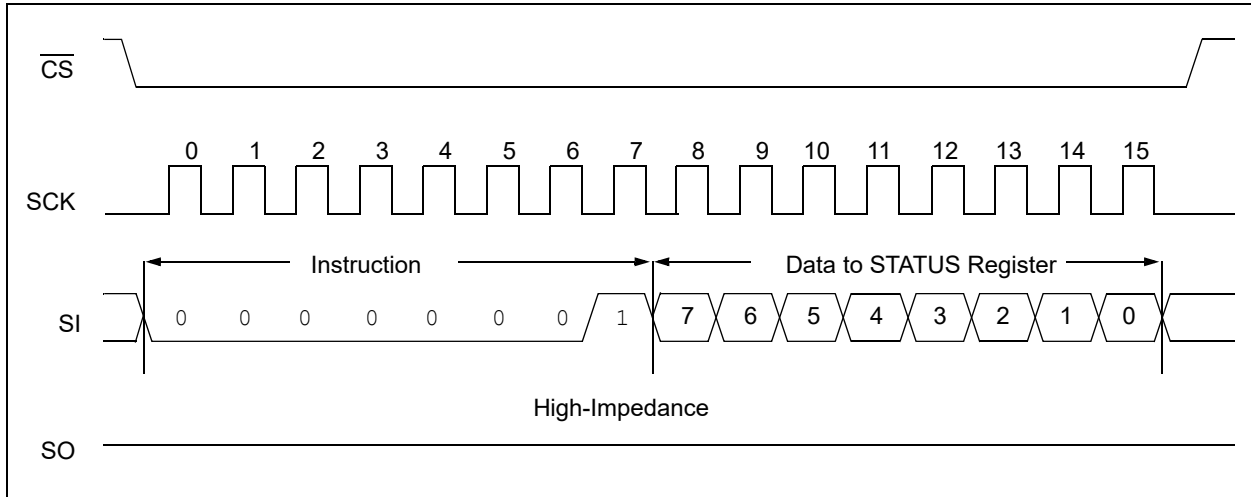 CS
0 1 2 3 4 5 6 7 8 9 10 11 12 13 14 15
SCK
Instruction Data to STATUS Register
SI 0 0 0 0 0 0 0 1 7 6 5 4 3 2 1 0
High-Impedance
SO